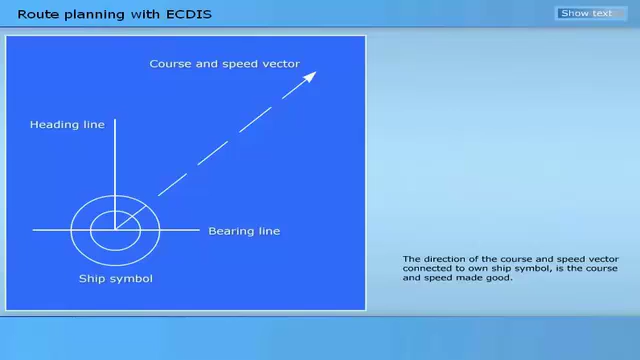 Route planning with ECDIS
Show text
Course and speed vector
Heading line
Bearing line
Ship symbol
The direction of the course and speed vector
connected to own ship symbol, is the course
and speed made good.